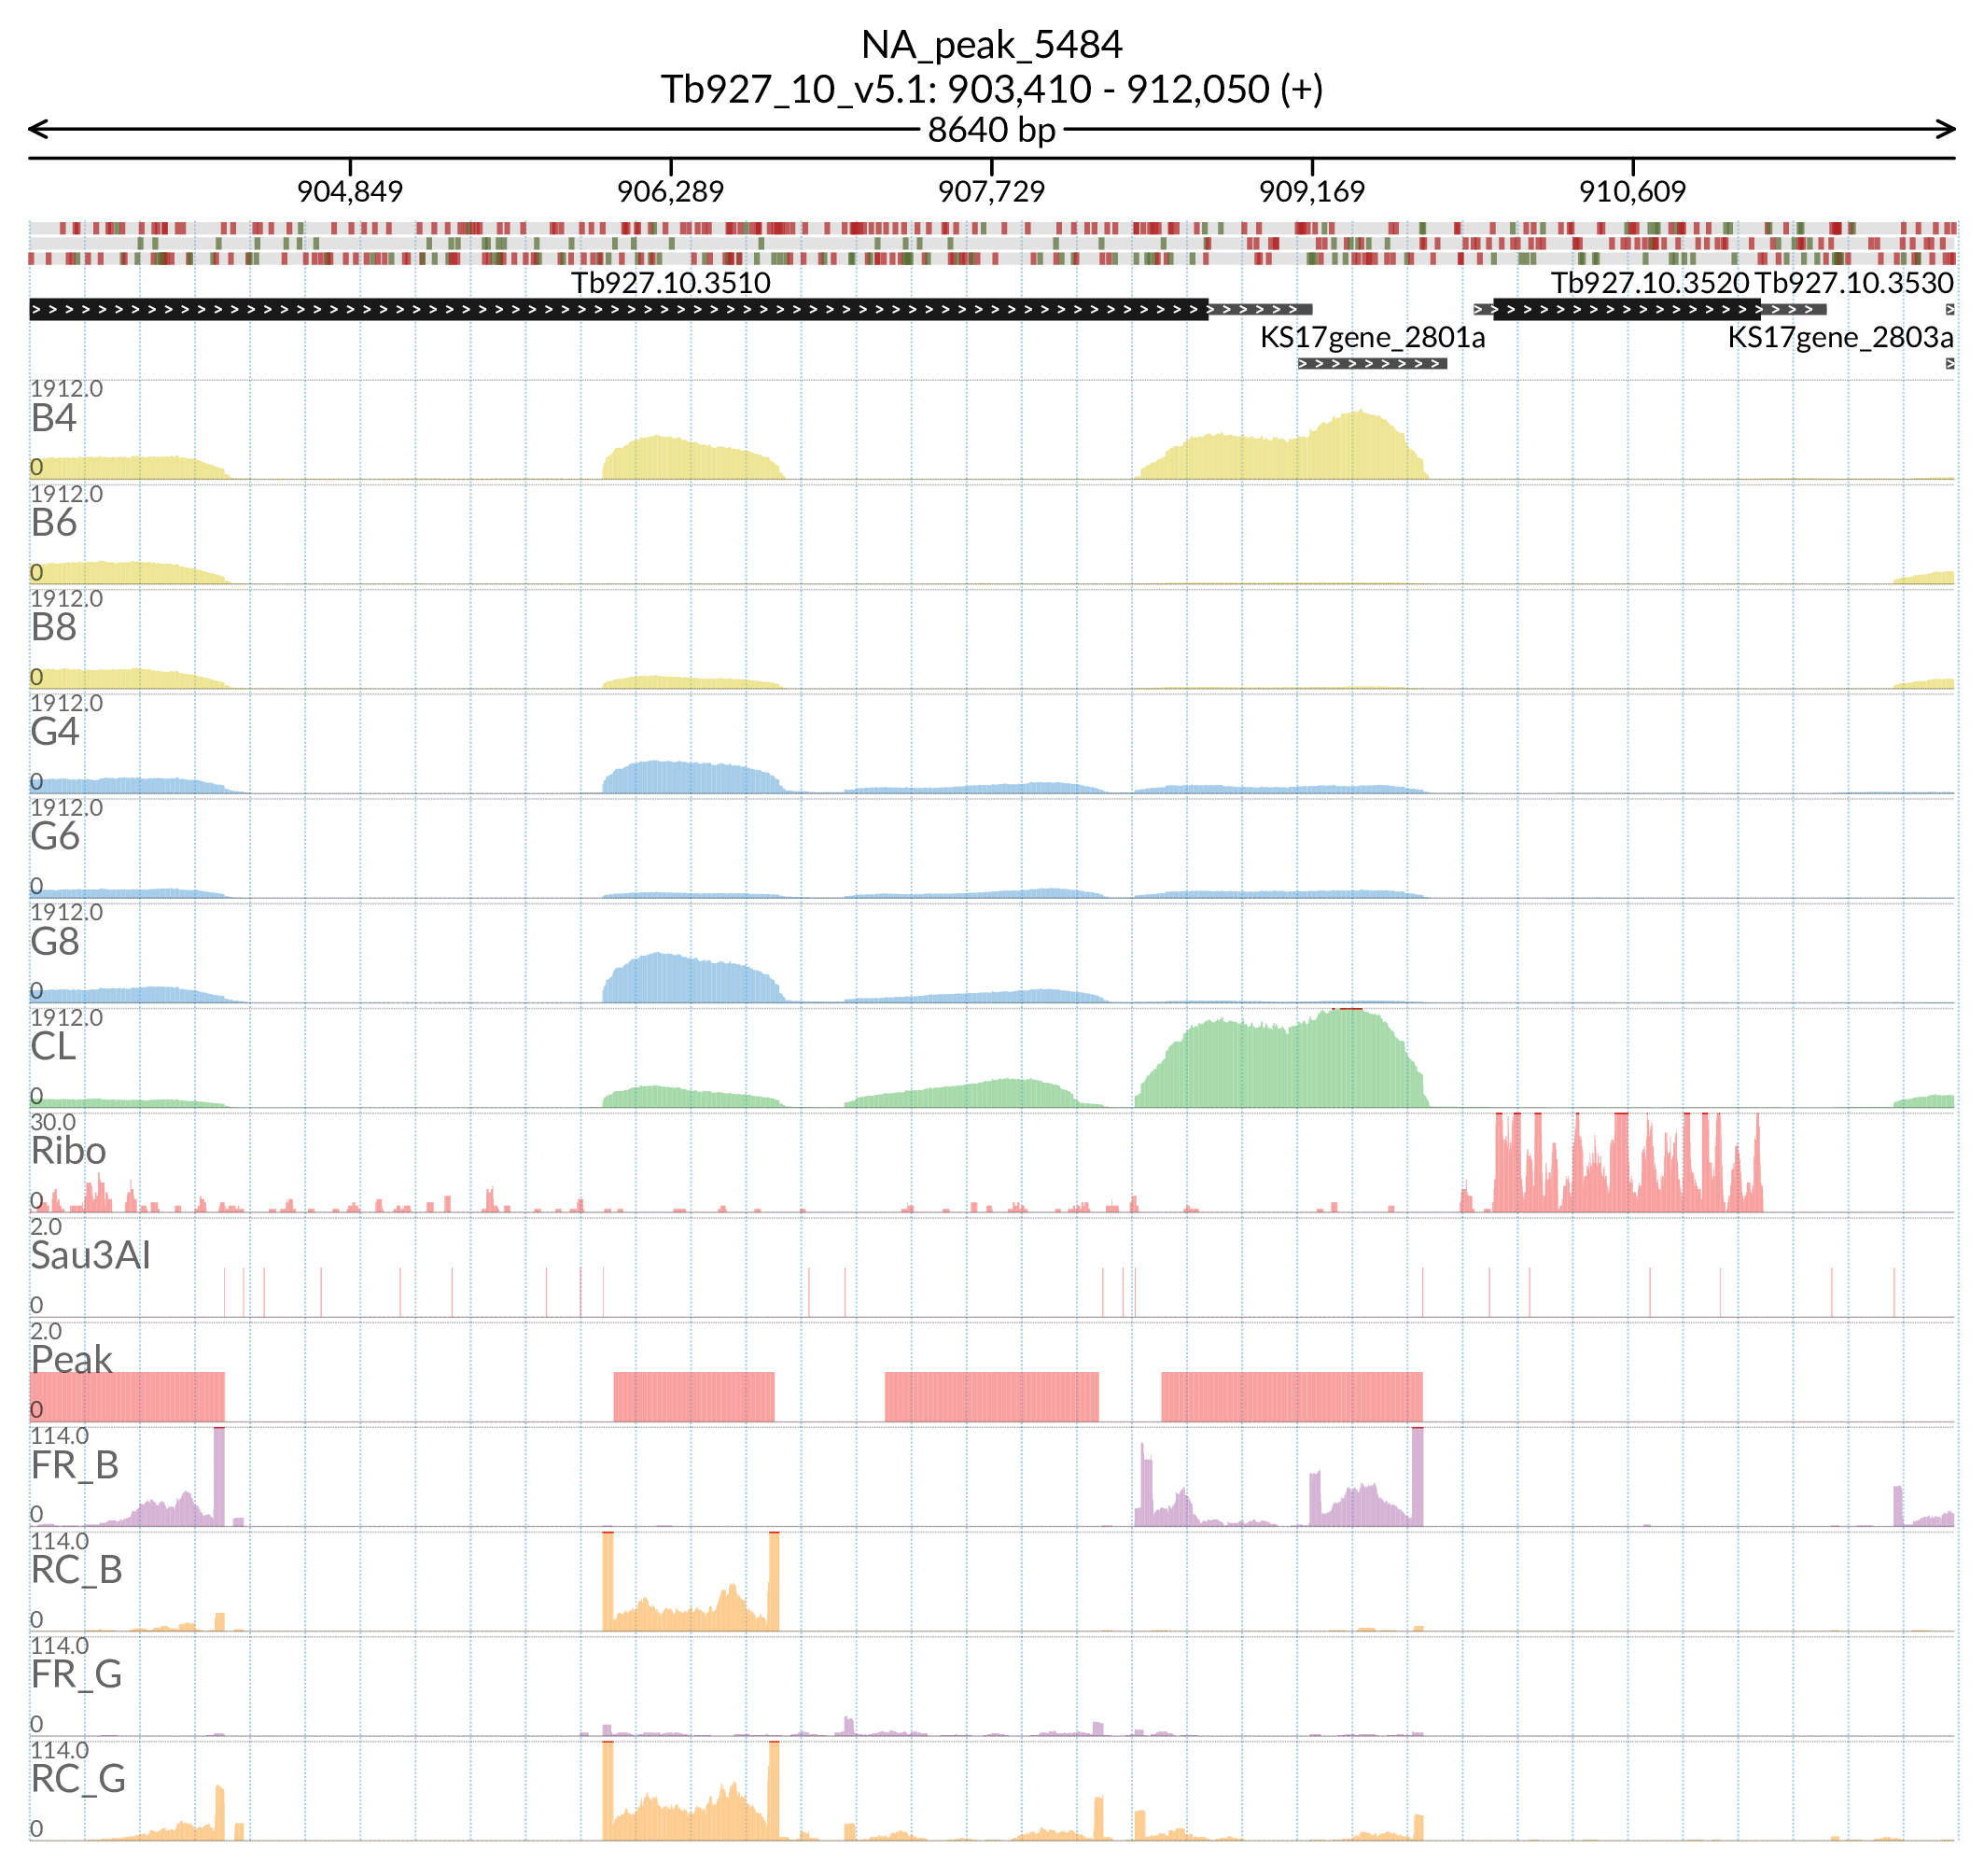 NA_peak_5484
Tb927_10_v5.1: 903,410 - 912,050 (+)
8640 bp
904,849 906,289 907,729 909,169 910,609
Tb927.10.3510 Tb927.10.3520 Tb927.10.3530
KS17gene_2801a KS17gene_2803a
1912.0
B4
0
1912.0
B6
0
1912.0
B8
0
1912.0
G4
0
1912.0
G6
0
1912.0
G8
0
1912.0
CL
0
30.0
Ribo
0
2.0
Sau3AI
0
2.0
Peak
0
114.0
FR_B
0
114.0
RC_B
0
114.0
FR_G
0
114.0
RC_G
0